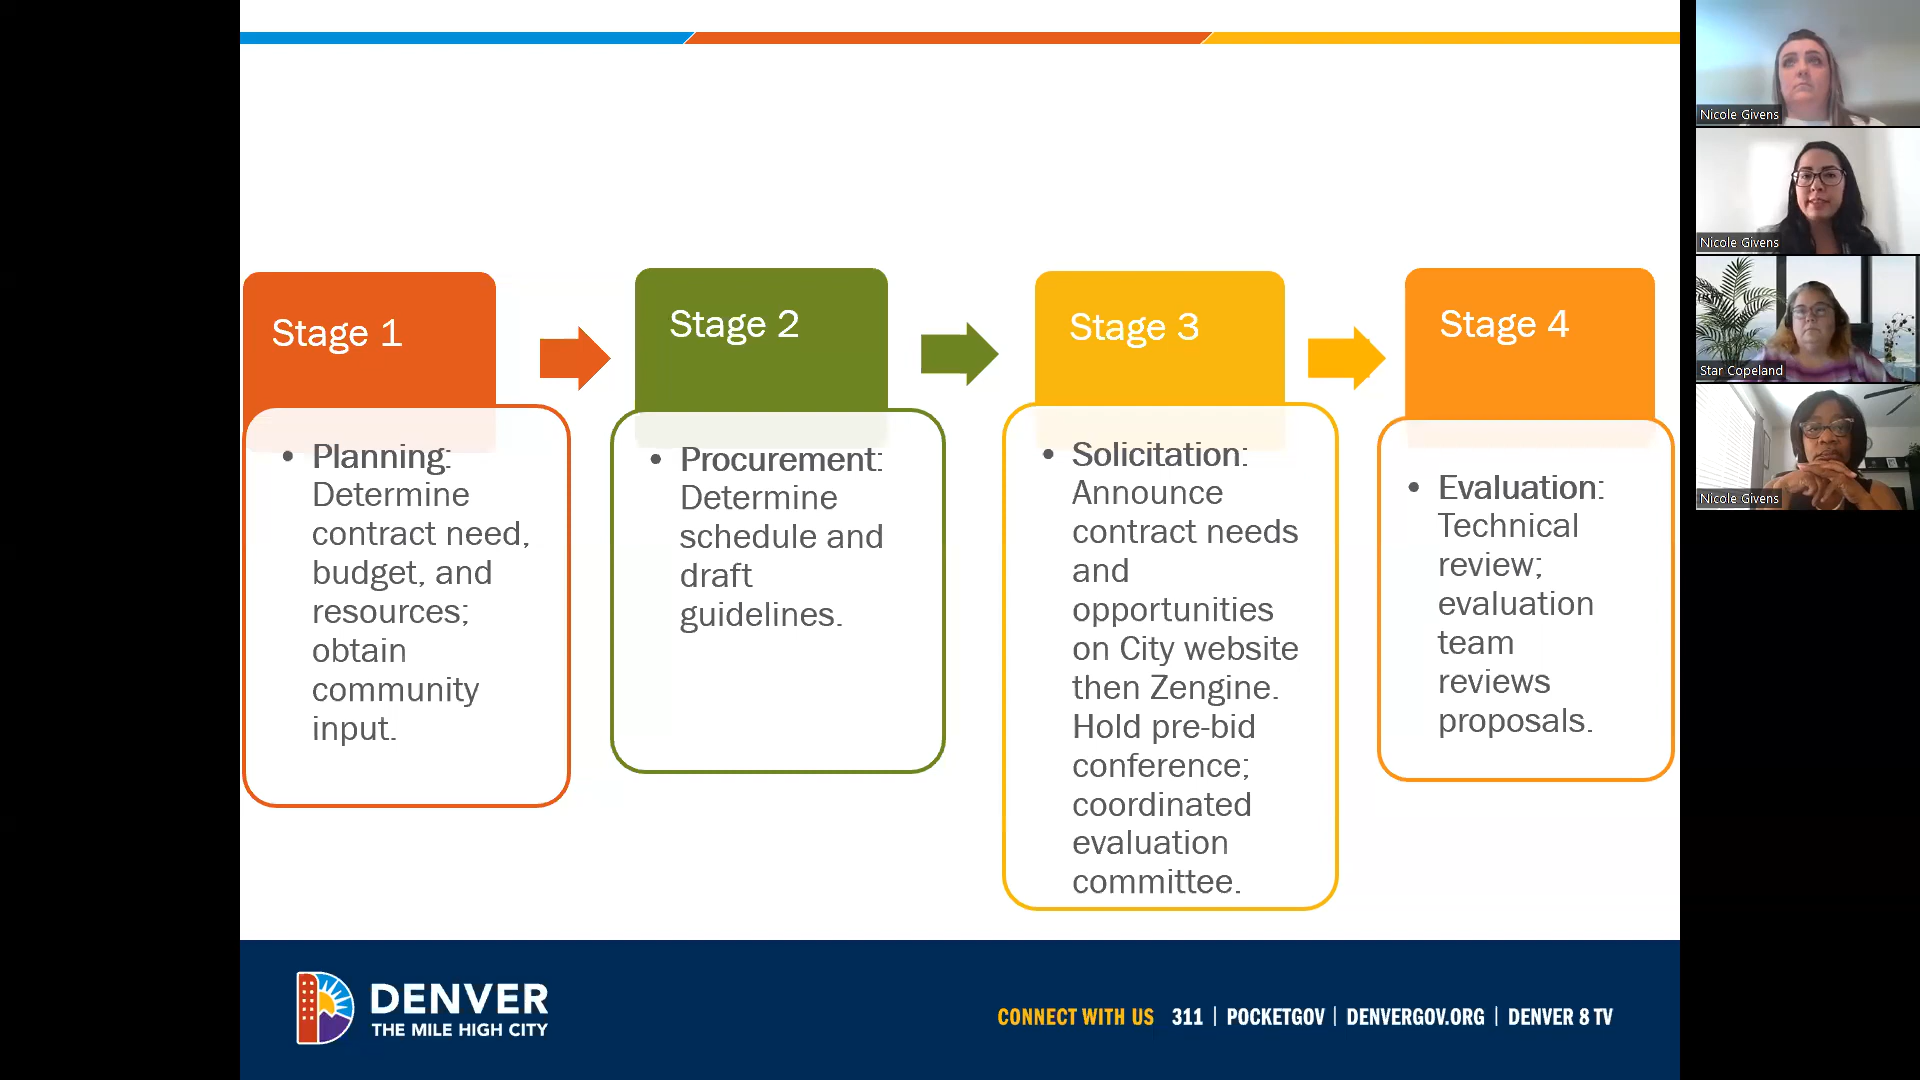 Stage 1
• Planning:
Determine
contract need,
budget, and
resources;
obtain
community
input.
Stage 2
• Procurement:
Determine
schedule and
draft
guidelines.
Stage 3
• Solicitation:
Announce
contract needs
and
opportunities
on City website
then Zengine.
Hold pre-bid
conference;
coordinated
evaluation
committee.
Stage 4
• Evaluation:
Technical
review;
evaluation
team
reviews
proposals.
DENVER
THE MILE HIGH CITY
CONNECT WITH US 311 | POCKETGOV | DENVERGOV.ORG | DENVER 8 TV
Nicole Givens
Nicole Givens
Star Copeland
Nicole Givens